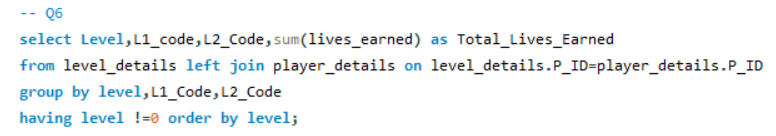 -- Q6
select Level,L1_code,L2_Code,sum(lives_earned) as Total_Lives_Earned
from level_details left join player_details on level_details.P_ID=player_details.P_ID
group by level,L1_Code,L2_Code
having level !=0 order by level;